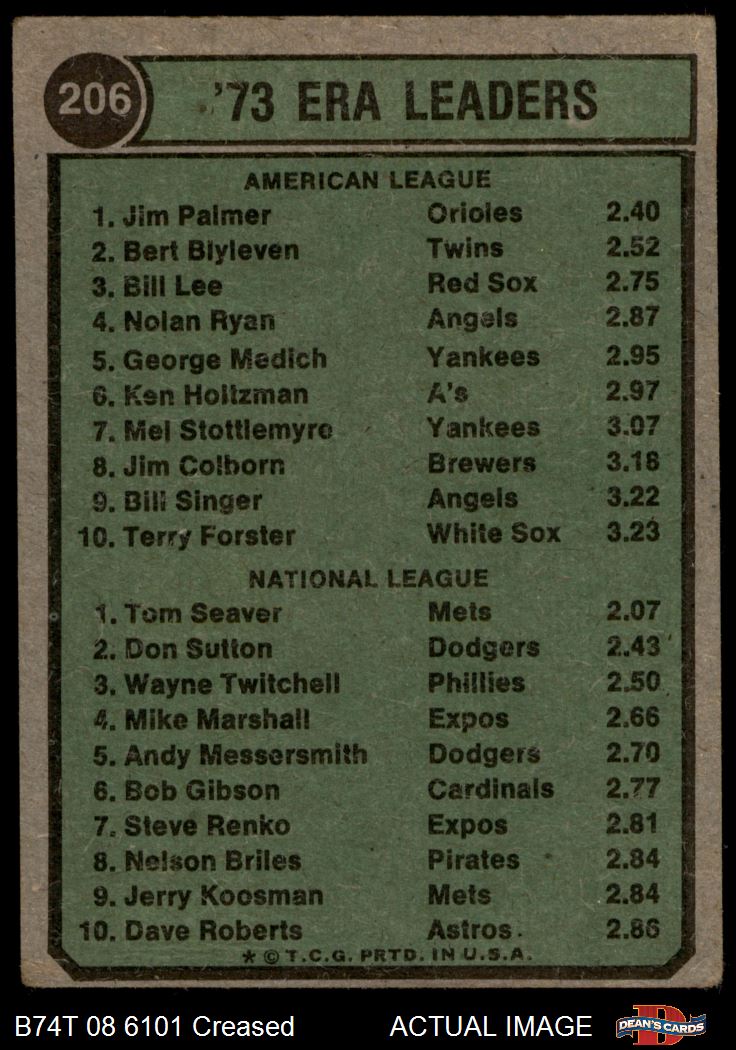 206 '73 ERA LEADERS
AMERICAN LEAGUE
1. Jim Palmer Orioles 2.40
2. Bert Blyleven Twins 2.52
3. Bill Lee Red Sox 2.75
4. Nolan Ryan Angels 2.87
5. George Medich Yankees 2.95
6. Ken Holtzman A's 2.97
7. Mel Stottlemyre Yankees 3.07
8. Jim Colborn Brewers 3.18
9. Bill Singer Angels 3.22
10. Terry Forster White Sox 3.23
NATIONAL LEAGUE
1. Tom Seaver Mets 2.07
2. Don Sutton Dodgers 2.43
3. Wayne Twitchell Phillies 2.50
4. Mike Marshall Expos 2.66
5. Andy Messersmith Dodgers 2.70
6. Bob Gibson Cardinals 2.77
7. Steve Renko Expos 2.81
8. Nelson Briles Pirates 2.84
9. Jerry Koosman Mets 2.84
10. Dave Roberts Astros 2.86
* © T.C.G. PRTD. IN U.S.A.
B74T 08 6101 Creased ACTUAL IMAGE D DEAN'S CARDS